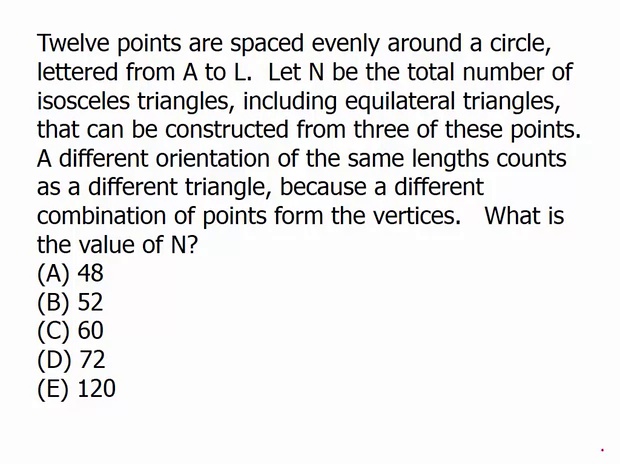 Twelve points are spaced evenly around a circle,
lettered from A to L.  Let N be the total number of
isosceles triangles, including equilateral triangles,
that can be constructed from three of these points.
A different orientation of the same lengths counts
as a different triangle, because a different
combination of points form the vertices.   What is
the value of N?
(A) 48
(B) 52
(C) 60
(D) 72
(E) 120